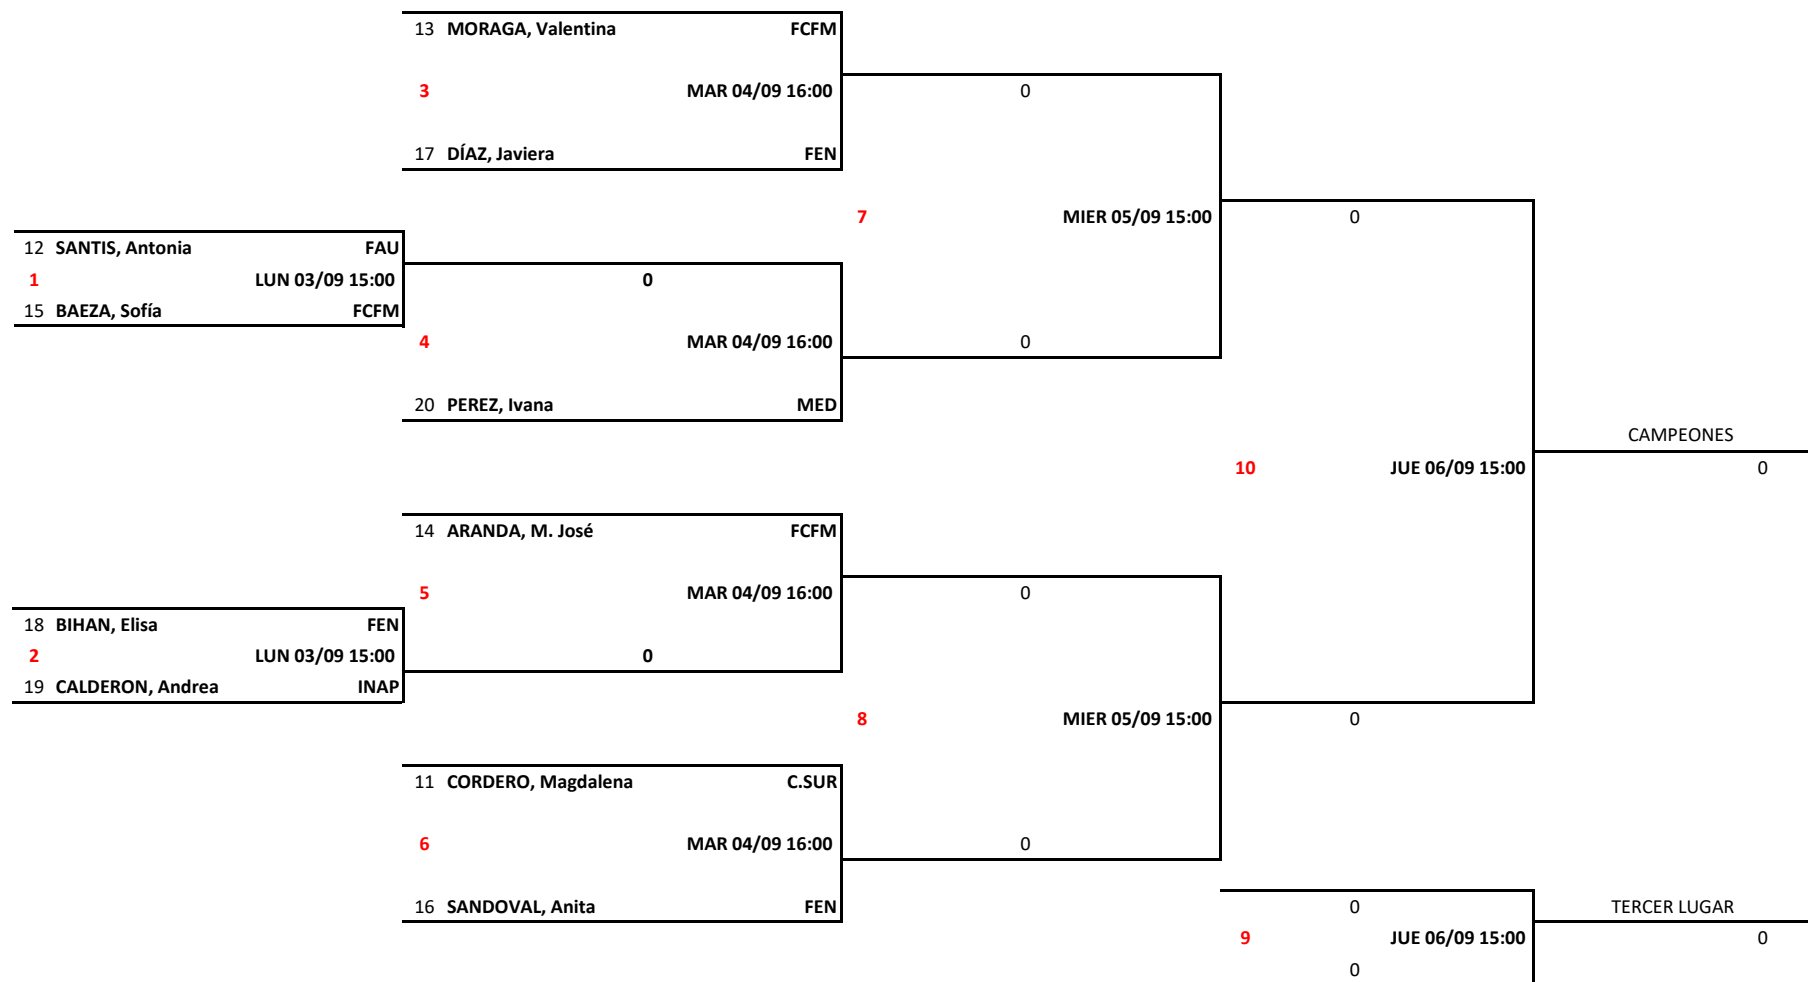 13 MORAGA, Valentina FCFM
3 MAR 04/09 16:00 0
17 DÍAZ, Javiera FEN
7 MIER 05/09 15:00 0
12 SANTIS, Antonia FAU
1 LUN 03/09 15:00 0
15 BAEZA, Sofía FCFM
4 MAR 04/09 16:00 0
20 PEREZ, Ivana MED
CAMPEONES
10 JUE 06/09 15:00 0
14 ARANDA, M. José FCFM
5 MAR 04/09 16:00 0
18 BIHAN, Elisa FEN
2 LUN 03/09 15:00 0
19 CALDERON, Andrea INAP
8 MIER 05/09 15:00 0
11 CORDERO, Magdalena C.SUR
6 MAR 04/09 16:00 0
16 SANDOVAL, Anita FEN 0 TERCER LUGAR
9 JUE 06/09 15:00 0
0